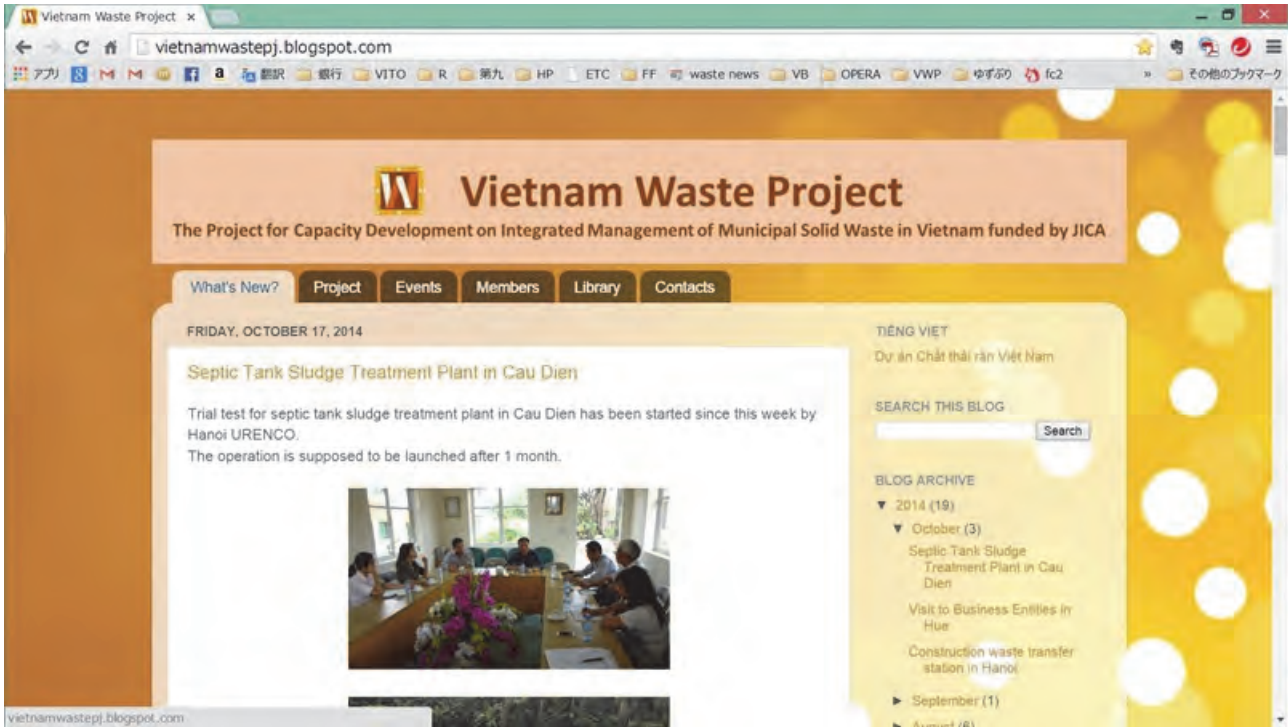 Vietnam Waste Project
vietnamwastepj.blogspot.com
アプリ 翻訳 銀行 VITO R 第九 HP ETC FF waste news VB OPERA VWP ゆずぶり fc2 » その他のブックマーク
Vietnam Waste Project
The Project for Capacity Development on Integrated Management of Municipal Solid Waste in Vietnam funded by JICA
What's New? Project Events Members Library Contacts
FRIDAY, OCTOBER 17, 2014
Septic Tank Sludge Treatment Plant in Cau Dien
Trial test for septic tank sludge treatment plant in Cau Dien has been started since this week by
Hanoi URENCO.
The operation is supposed to be launched after 1 month.
TIẾNG VIỆT
Dự án Chất thải rắn Việt Nam
SEARCH THIS BLOG
Search
BLOG ARCHIVE
▼ 2014 (19)
▼ October (3)
Septic Tank Sludge
Treatment Plant in Cau
Dien
Visit to Business Entities in
Hue
Construction waste transfer
station in Hanoi
► September (1)
► August (6)
vietnamwastepj.blogspot.com